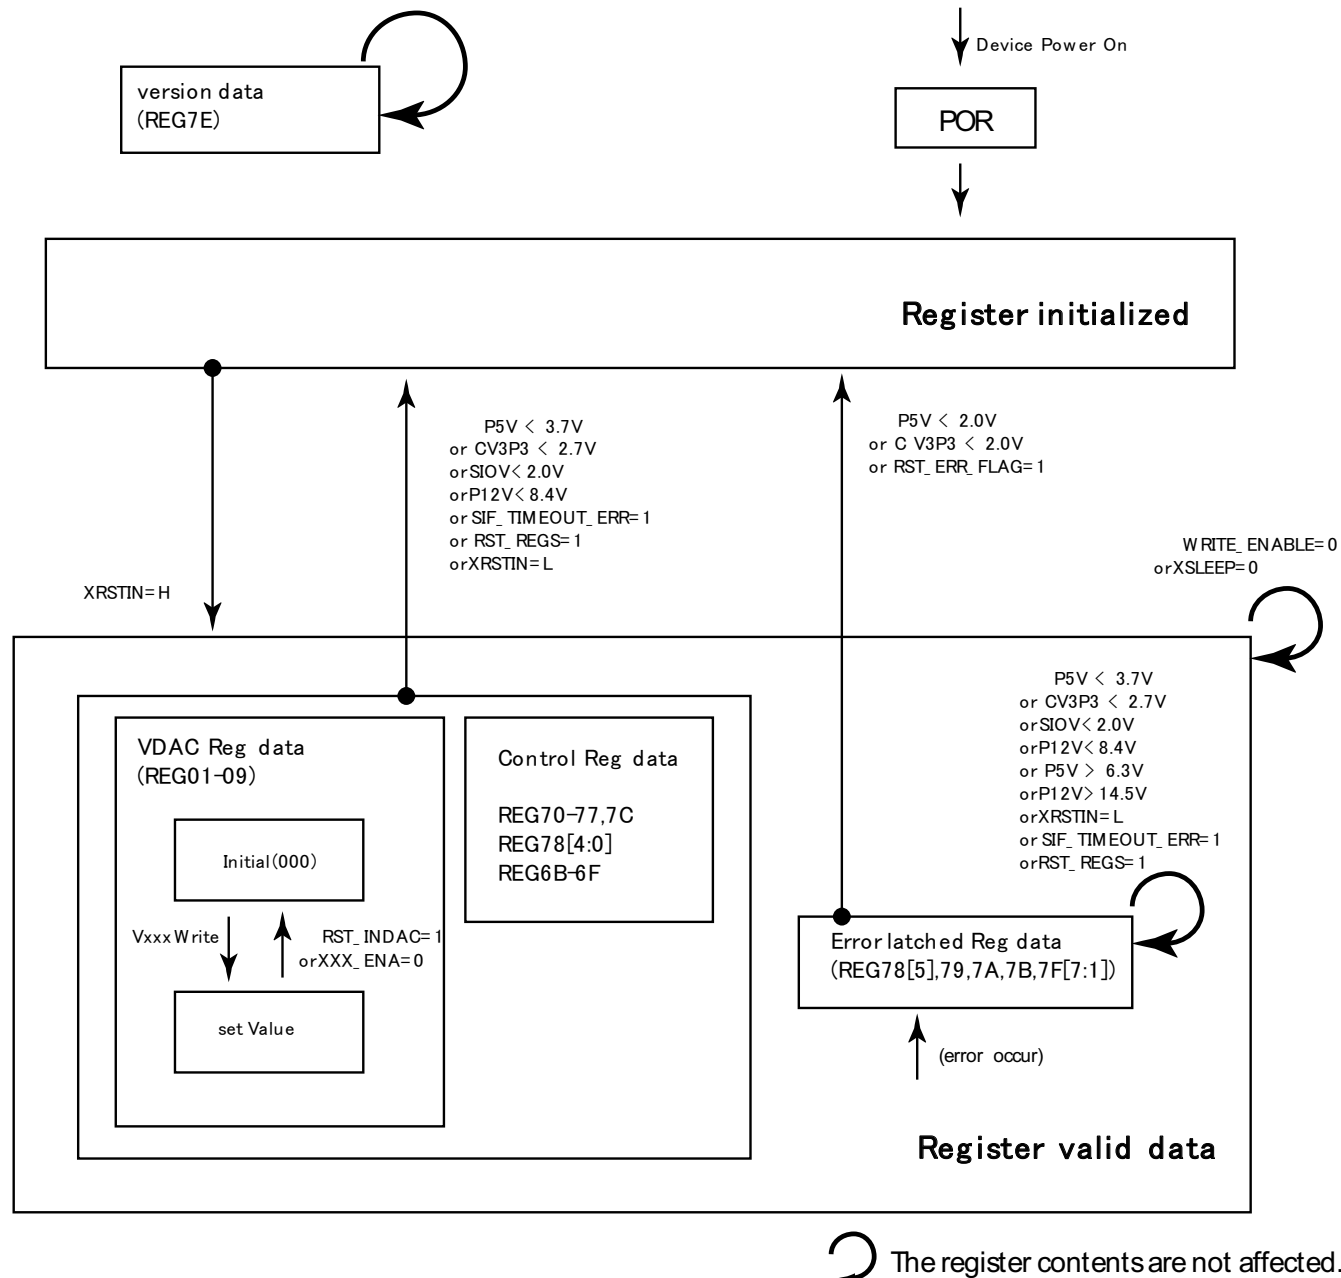 Device Power On
version data
(REG7E)
POR
Register initialized
P5V < 3.7V
or CV3P3 < 2.7V
or SIOV < 2.0V
or P12V < 8.4V
or SIF_TIMEOUT_ERR=1
or RST_REGS=1
or XRSTIN=L
P5V < 2.0V
or C V3P3 < 2.0V
or RST_ERR_FLAG=1
XRSTIN=H
WRITE_ENABLE=0
or XSLEEP=0
P5V < 3.7V
or CV3P3 < 2.7V
or SIOV < 2.0V
or P12V < 8.4V
or P5V > 6.3V
or P12V > 14.5V
or XRSTIN=L
or SIF_TIMEOUT_ERR=1
or RST_REGS=1
VDAC Reg data
(REG01-09)
Initial(000)
Vxxx Write
RST_INDAC=1
or XXX_ENA=0
set Value
Control Reg data
REG70-77,7C
REG78[4:0]
REG6B-6F
Error latched Reg data
(REG78[5],79,7A,7B,7F[7:1])
(error occur)
Register valid data
The register contents are not affected.